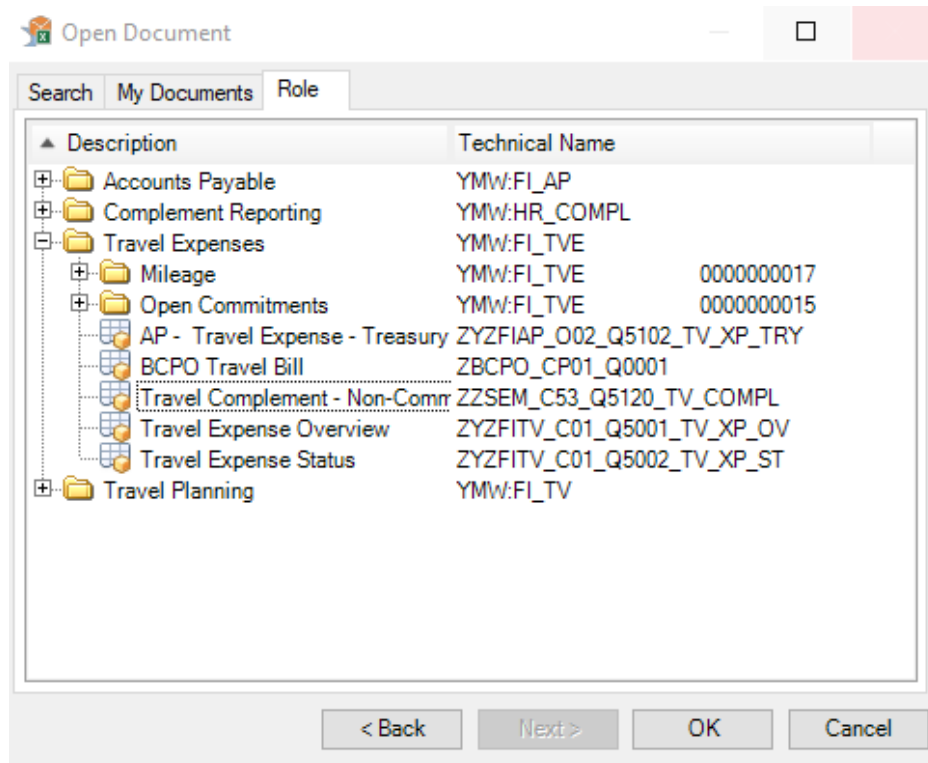 Open Document
Search My Documents Role
Description Technical Name
Accounts Payable YMW:FI_AP
Complement Reporting YMW:HR_COMPL
Travel Expenses YMW:FI_TVE
Mileage YMW:FI_TVE 0000000017
Open Commitments YMW:FI_TVE 0000000015
AP - Travel Expense - Treasury ZYZFIAP_O02_Q5102_TV_XP_TRY
BCPO Travel Bill ZBCPO_CP01_Q0001
Travel Complement - Non-Comm ZZSEM_C53_Q5120_TV_COMPL
Travel Expense Overview ZYZFITV_C01_Q5001_TV_XP_OV
Travel Expense Status ZYZFITV_C01_Q5002_TV_XP_ST
Travel Planning YMW:FI_TV
< Back Next > OK Cancel